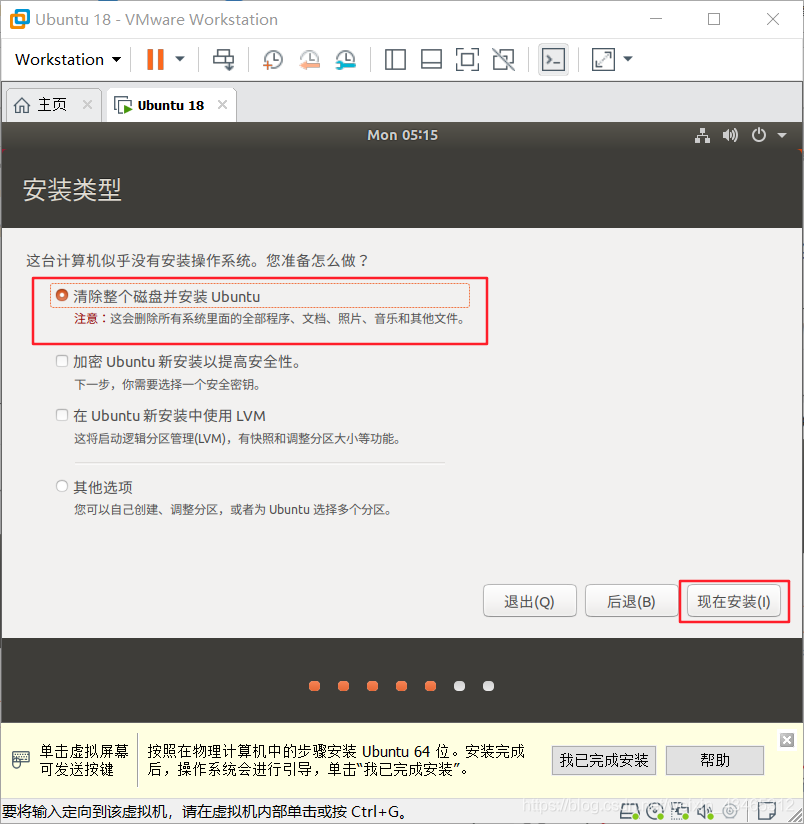 Ubuntu 18 - VMware Workstation
Workstation
主页
Ubuntu 18
Mon 05:15
安装类型
这台计算机似乎没有安装操作系统。您准备怎么做？
清除整个磁盘并安装 Ubuntu
注意：这会删除所有系统里面的全部程序、文档、照片、音乐和其他文件。
加密 Ubuntu 新安装以提高安全性。
下一步，你需要选择一个安全密钥。
在 Ubuntu 新安装中使用 LVM
这将启动逻辑分区管理(LVM)，有快照和调整分区大小等功能。
其他选项
您可以自己创建、调整分区，或者为 Ubuntu 选择多个分区。
退出(Q)
后退(B)
现在安装(I)
单击虚拟屏幕
可发送按键
按照在物理计算机中的步骤安装 Ubuntu 64 位。安装完成
后，操作系统会进行引导，单击“我已完成安装”。
我已完成安装
帮助
要将输入定向到该虚拟机，请在虚拟机内部单击或按 Ctrl+G。